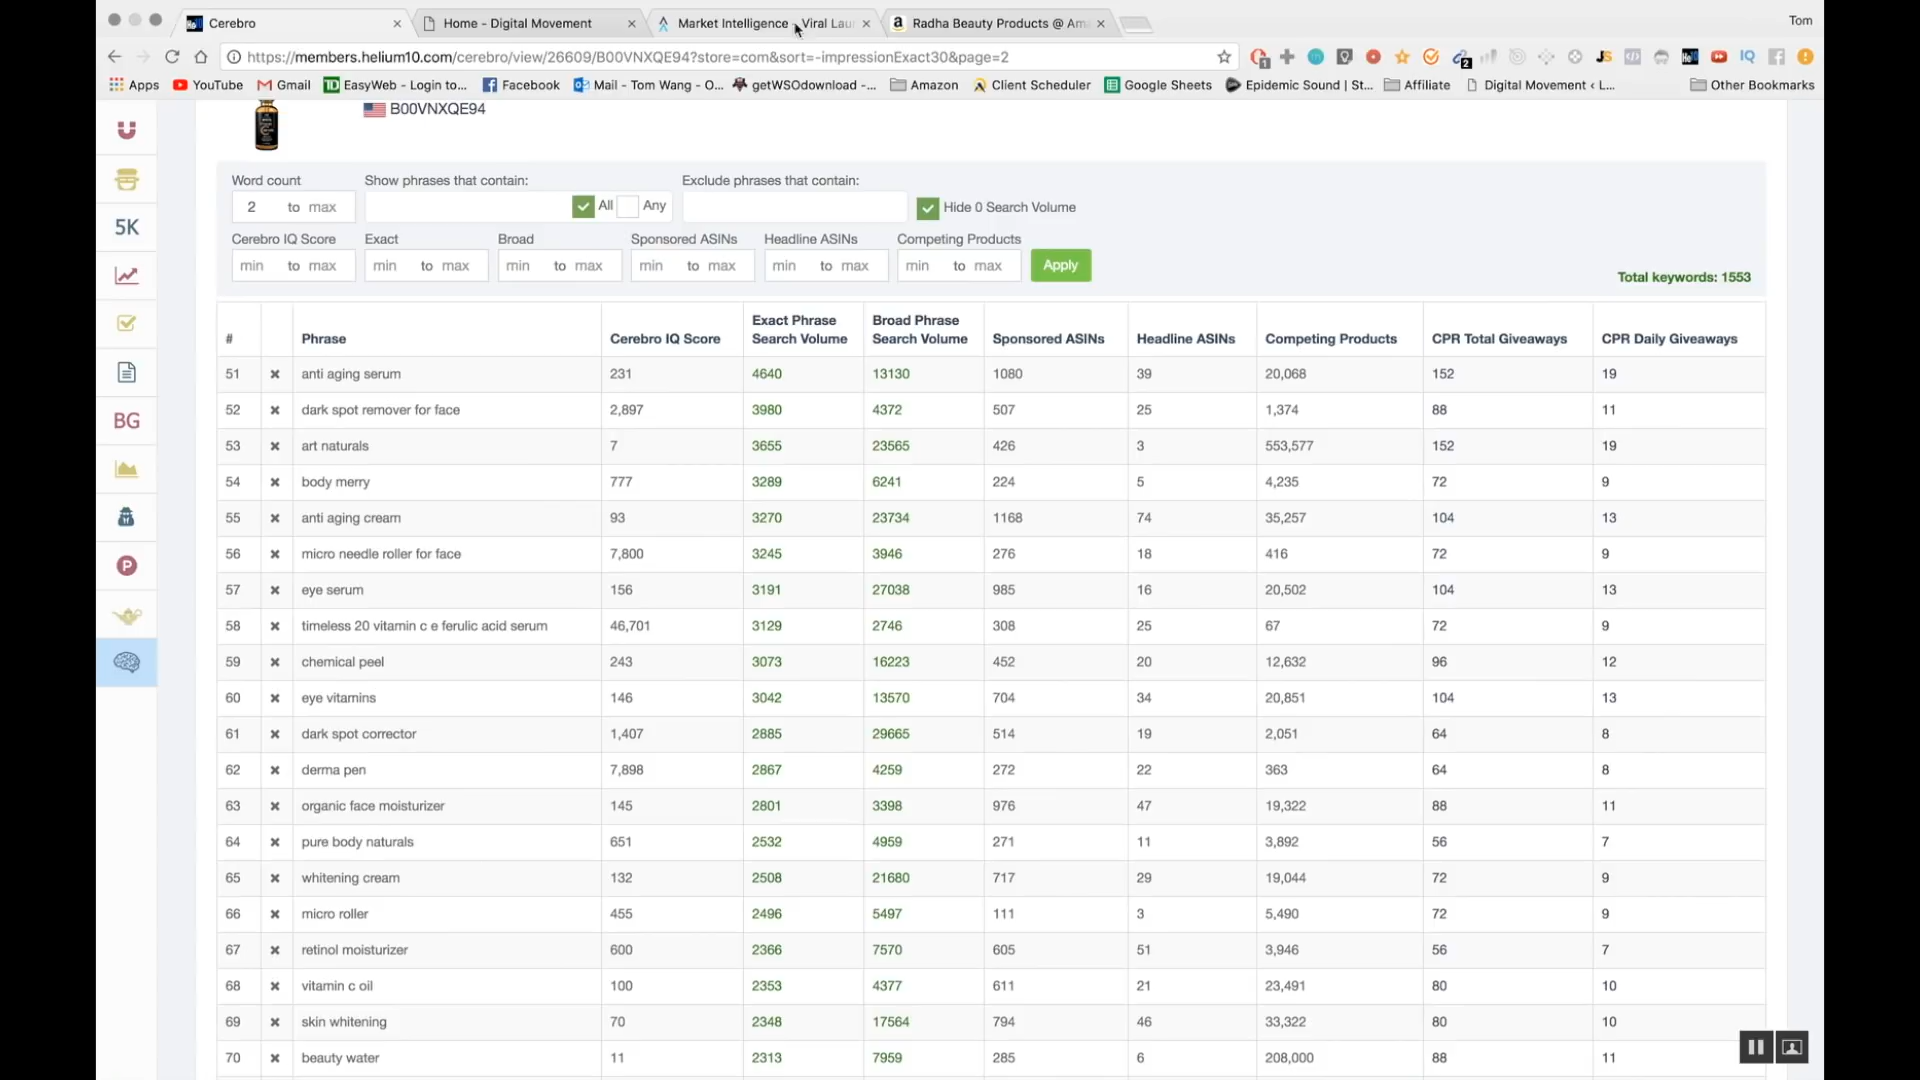 Cerebro
Home - Digital Movement
Market Intelligence - Viral Lau
Radha Beauty Products @ Am
Tom
https://members.helium10.com/cerebro/view/26609/B00VNXQE94?store=com&sort=-impressionExact30&page=2
Apps YouTube Gmail EasyWeb - Login to... Facebook Mail - Tom Wang - O... getWSOdownload -... Amazon Client Scheduler Google Sheets Epidemic Sound | St... Affiliate Digital Movement ‹ L... Other Bookmarks
B00VNXQE94
Word count Show phrases that contain: Exclude phrases that contain:
2 to max All Any Hide 0 Search Volume
Cerebro IQ Score Exact Broad Sponsored ASINs Headline ASINs Competing Products
min to max min to max min to max min to max min to max min to max Apply
Total keywords: 1553
# Phrase Cerebro IQ Score Exact Phrase Search Volume Broad Phrase Search Volume Sponsored ASINs Headline ASINs Competing Products CPR Total Giveaways CPR Daily Giveaways
51 anti aging serum 231 4640 13130 1080 39 20,068 152 19
52 dark spot remover for face 2,897 3980 4372 507 25 1,374 88 11
53 art naturals 7 3655 23565 426 3 553,577 152 19
54 body merry 777 3289 6241 224 5 4,235 72 9
55 anti aging cream 93 3270 23734 1168 74 35,257 104 13
56 micro needle roller for face 7,800 3245 3946 276 18 416 72 9
57 eye serum 156 3191 27038 985 16 20,502 104 13
58 timeless 20 vitamin c e ferulic acid serum 46,701 3129 2746 308 25 67 72 9
59 chemical peel 243 3073 16223 452 20 12,632 96 12
60 eye vitamins 146 3042 13570 704 34 20,851 104 13
61 dark spot corrector 1,407 2885 29665 514 19 2,051 64 8
62 derma pen 7,898 2867 4259 272 22 363 64 8
63 organic face moisturizer 145 2801 3398 976 47 19,322 88 11
64 pure body naturals 651 2532 4959 271 11 3,892 56 7
65 whitening cream 132 2508 21680 717 29 19,044 72 9
66 micro roller 455 2496 5497 111 3 5,490 72 9
67 retinol moisturizer 600 2366 7570 605 51 3,946 56 7
68 vitamin c oil 100 2353 4377 611 21 23,491 80 10
69 skin whitening 70 2348 17564 794 46 33,322 80 10
70 beauty water 11 2313 7959 285 6 208,000 88 11
5K
BG
P